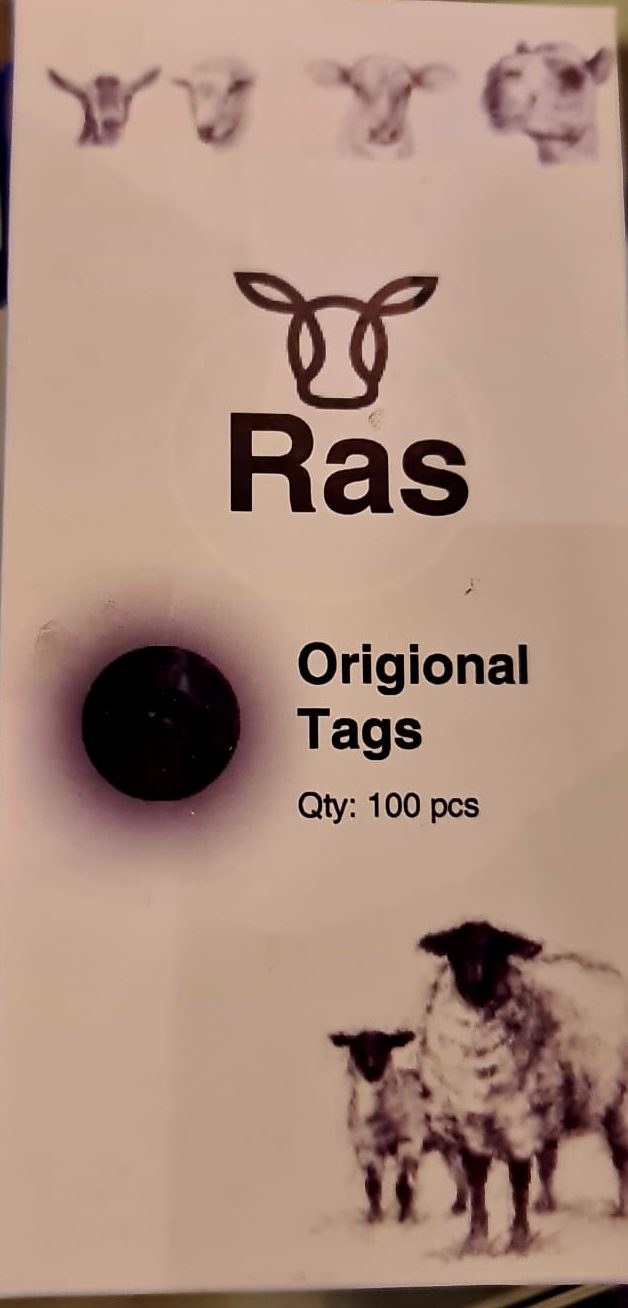 Ras
Origional
Tags
Qty: 100 pcs